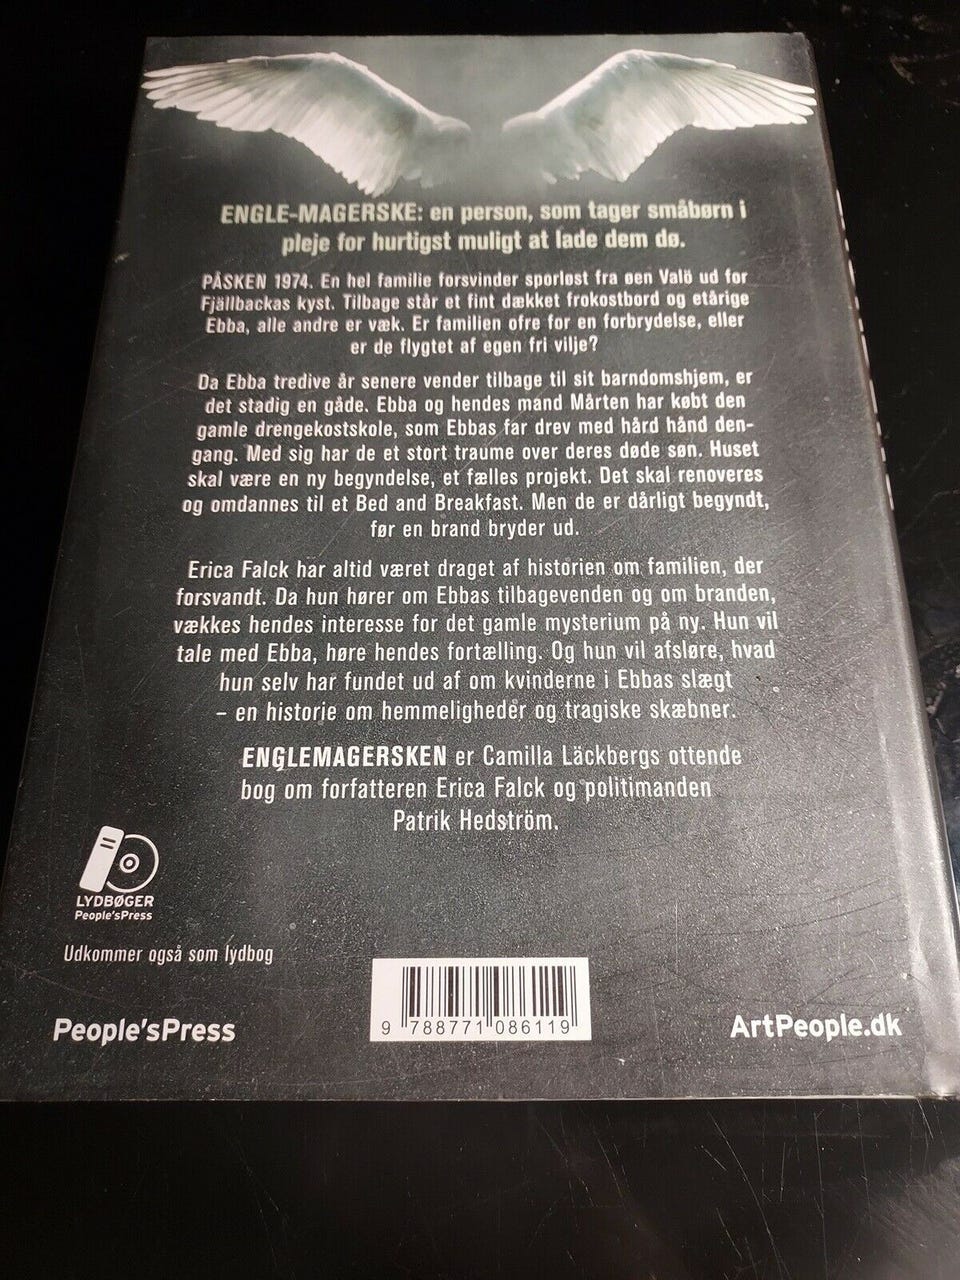 ENGLE-MAGERSKE: en person, som tager småbørn i
pleje for hurtigst muligt at lade dem dø.
PÅSKEN 1974. En hel familie forsvinder sporløst fra øen Valö ud for
Fjällbackas kyst. Tilbage står et fint dækket frokostbord og etårige
Ebba, alle andre er væk. Er familien ofre for en forbrydelse, eller
er de flygtet af egen fri vilje?
Da Ebba tredive år senere vender tilbage til sit barndomshjem, er
det stadig en gåde. Ebba og hendes mand Mårten har købt den
gamle drengekostskole, som Ebbas far drev med hård hånd den-
gang. Med sig har de et stort traume over deres døde søn. Huset
skal være en ny begyndelse, et fælles projekt. Det skal renoveres
og omdannes til et Bed and Breakfast. Men de er dårligt begyndt,
før en brand bryder ud.
Erica Falck har altid været draget af historien om familien, der
forsvandt. Da hun hører om Ebbas tilbagevenden og om branden,
vækkes hendes interesse for det gamle mysterium på ny. Hun vil
tale med Ebba, høre hendes fortælling. Og hun vil afsløre, hvad
hun selv har fundet ud af om kvinderne i Ebbas slægt
– en historie om hemmeligheder og tragiske skæbner.
ENGLEMAGERSKEN er Camilla Läckbergs ottende
bog om forfatteren Erica Falck og politimanden
Patrik Hedström.
LYDBØGER
People'sPress
Udkommer også som lydbog
People'sPress
9 788771 086119
ArtPeople.dk